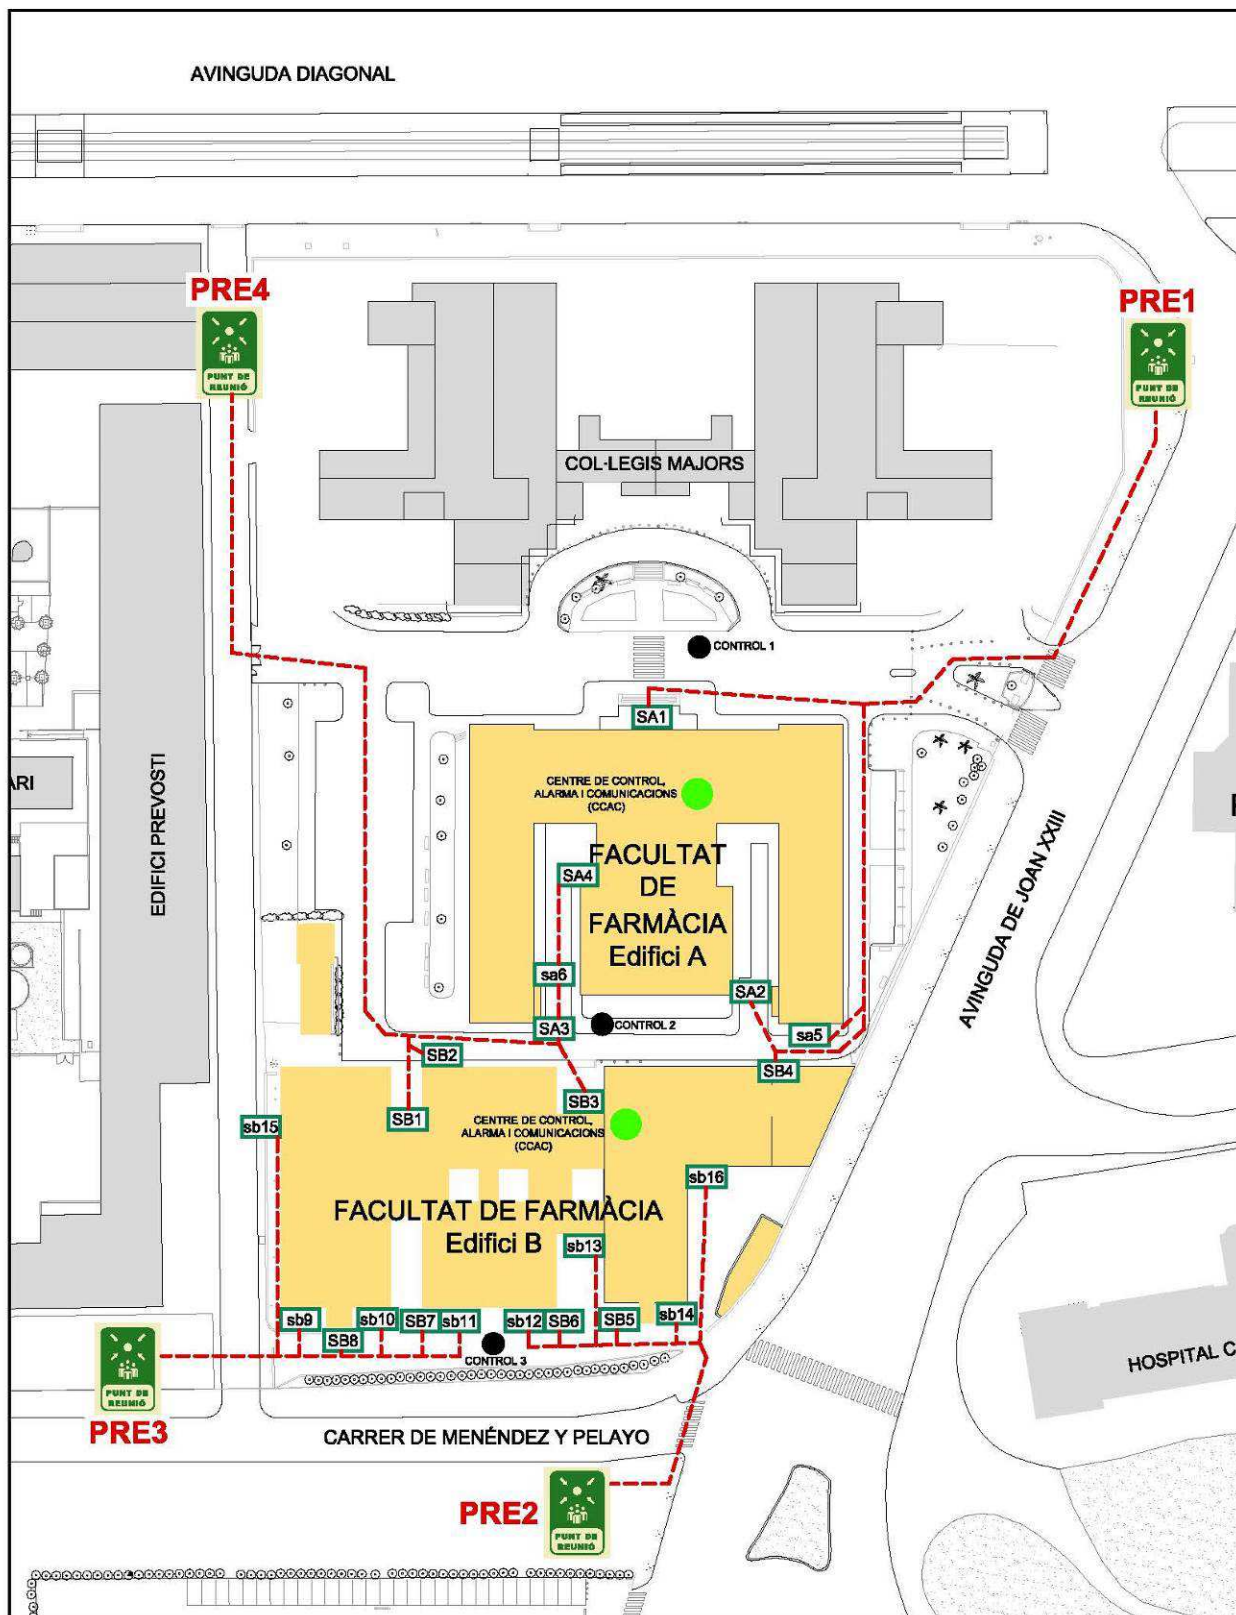 AVINGUDA DIAGONAL
PRE4
PUNT DE
REUNIÓ
PRE1
PUNT DE
REUNIÓ
COL·LEGIS MAJORS
CONTROL 1
SA1
ARI
EDIFICI PREVOSTI
CENTRE DE CONTROL,
ALARMA I COMUNICACIONS
(CCAC)
FACULTAT
DE
FARMÀCIA
Edifici A
SA4
sa6
SA2
SA3
CONTROL 2
sa5
AVINGUDA DE JOAN XXIII
SB2
SB4
SB3
SB1
sb15
CENTRE DE CONTROL,
ALARMA I COMUNICACIONS
(CCAC)
sb16
FACULTAT DE FARMÀCIA
Edifici B
sb13
sb9
SB8
sb10
SB7
sb11
sb12
SB6
SB5
sb14
CONTROL 3
HOSPITAL C
PUNT DE
REUNIÓ
PRE3
CARRER DE MENÉNDEZ Y PELAYO
PRE2
PUNT DE
REUNIÓ